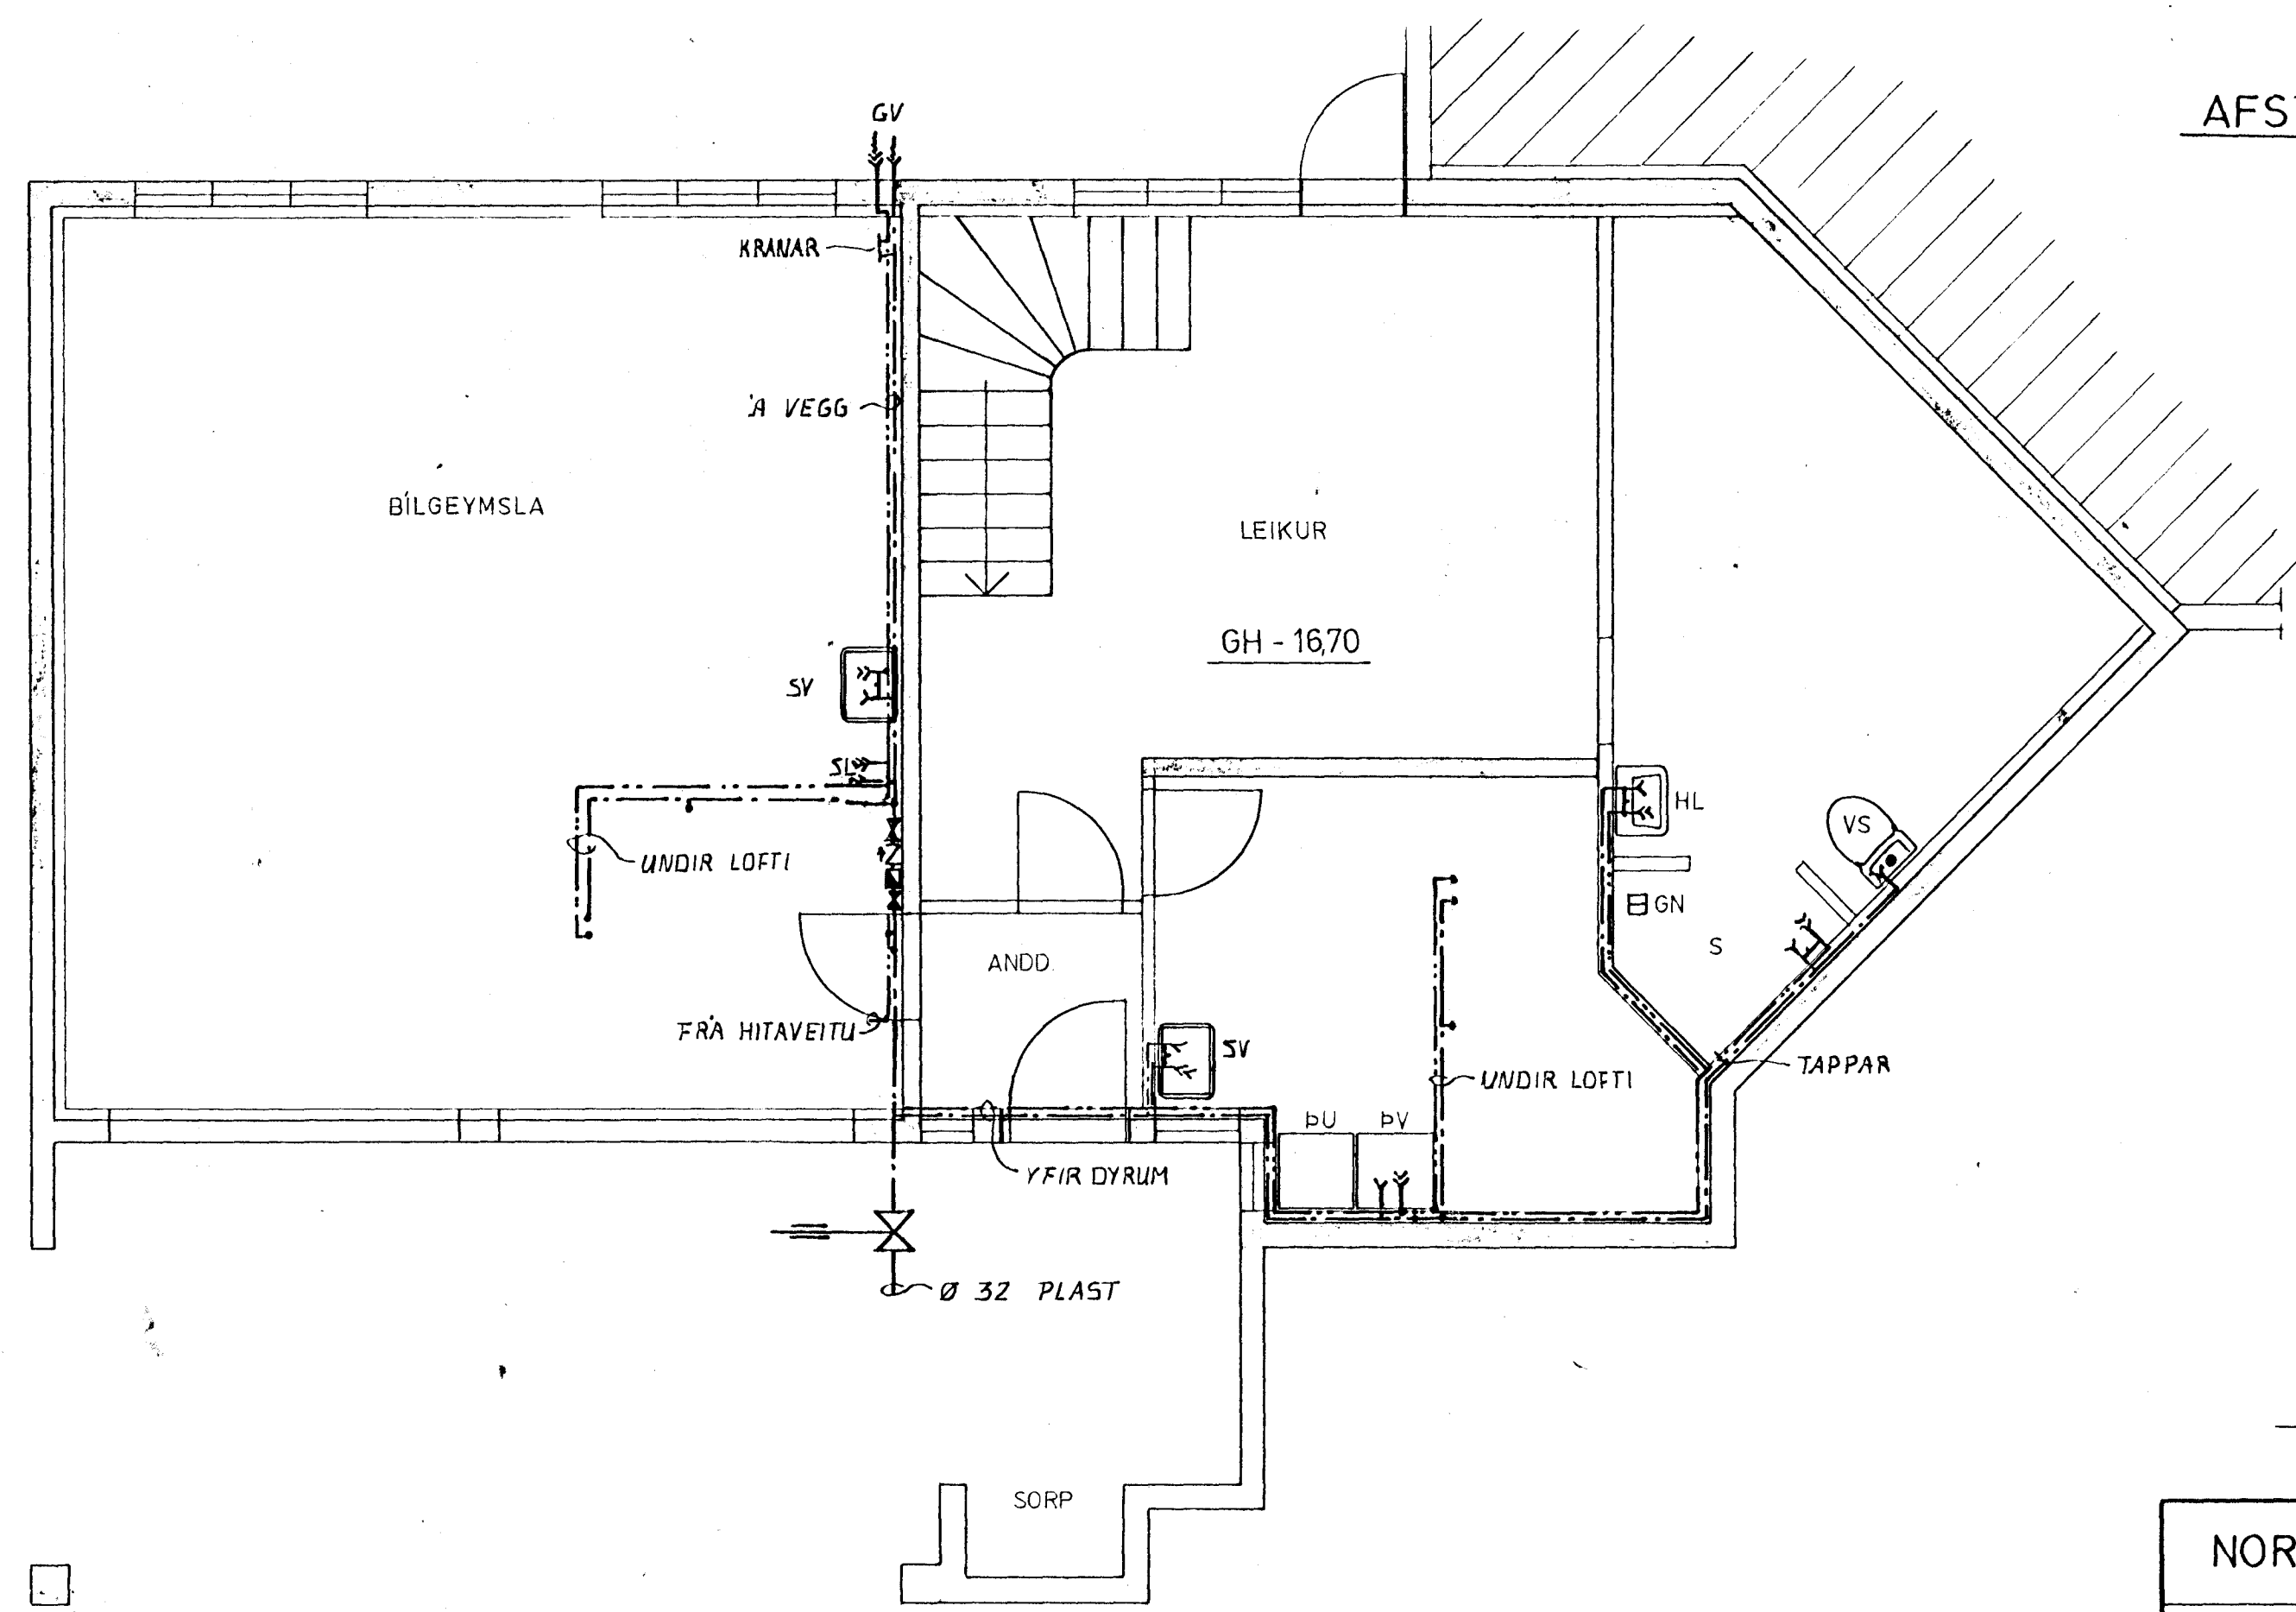 AFS
GV
KRANAR
Á VEGG
BÍLGEYMSLA
LEIKUR
GH - 16,70
SV
SL
HL
VS
UNDIR LOFTI
GN
S
ANDD.
FRÁ HITAVEITU
SV
UNDIR LOFTI
TAPPAR
ÞU ÞV
YFIR DYRUM
Ø 32 PLAST
SORP
NOR